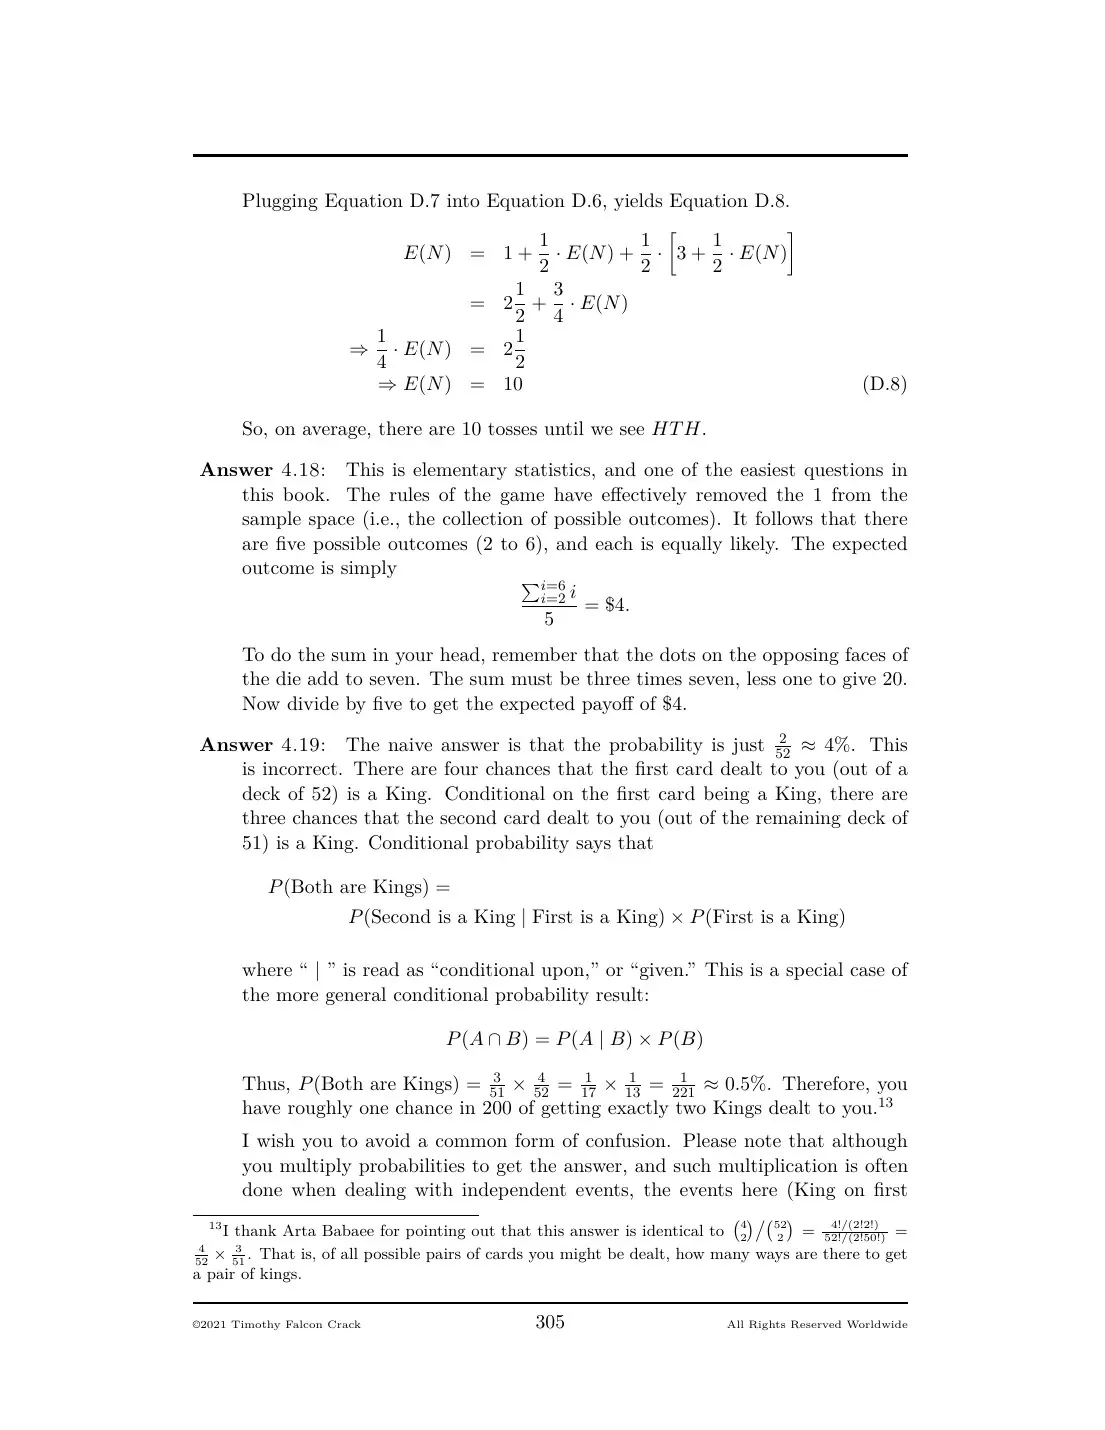 Plugging Equation D.7 into Equation D.6, yields Equation D.8.
E(N) = 1 + 1/2 · E(N) + 1/2 · [3 + 1/2 · E(N)]
= 2 1/2 + 3/4 · E(N)
⇒ 1/4 · E(N) = 2 1/2
⇒ E(N) = 10 (D.8)
So, on average, there are 10 tosses until we see HTH.
Answer 4.18: This is elementary statistics, and one of the easiest questions in
this book. The rules of the game have effectively removed the 1 from the
sample space (i.e., the collection of possible outcomes). It follows that there
are five possible outcomes (2 to 6), and each is equally likely. The expected
outcome is simply
∑_{i=2}^{i=6} i / 5 = $4.
To do the sum in your head, remember that the dots on the opposing faces of
the die add to seven. The sum must be three times seven, less one to give 20.
Now divide by five to get the expected payoff of $4.
Answer 4.19: The naive answer is that the probability is just 2/52 ≈ 4%. This
is incorrect. There are four chances that the first card dealt to you (out of a
deck of 52) is a King. Conditional on the first card being a King, there are
three chances that the second card dealt to you (out of the remaining deck of
51) is a King. Conditional probability says that
P(Both are Kings) =
P(Second is a King | First is a King) × P(First is a King)
where “ | ” is read as “conditional upon,” or “given.” This is a special case of
the more general conditional probability result:
P(A ∩ B) = P(A | B) × P(B)
Thus, P(Both are Kings) = 3/51 × 4/52 = 1/17 × 1/13 = 1/221 ≈ 0.5%. Therefore, you
have roughly one chance in 200 of getting exactly two Kings dealt to you.¹³
I wish you to avoid a common form of confusion. Please note that although
you multiply probabilities to get the answer, and such multiplication is often
done when dealing with independent events, the events here (King on first
¹³I thank Arta Babaee for pointing out that this answer is identical to (4 2)/(52 2) = 4!/(2!2!) / 52!/(2!50!) =
4/52 × 3/51. That is, of all possible pairs of cards you might be dealt, how many ways are there to get
a pair of kings.
©2021 Timothy Falcon Crack 305 All Rights Reserved Worldwide